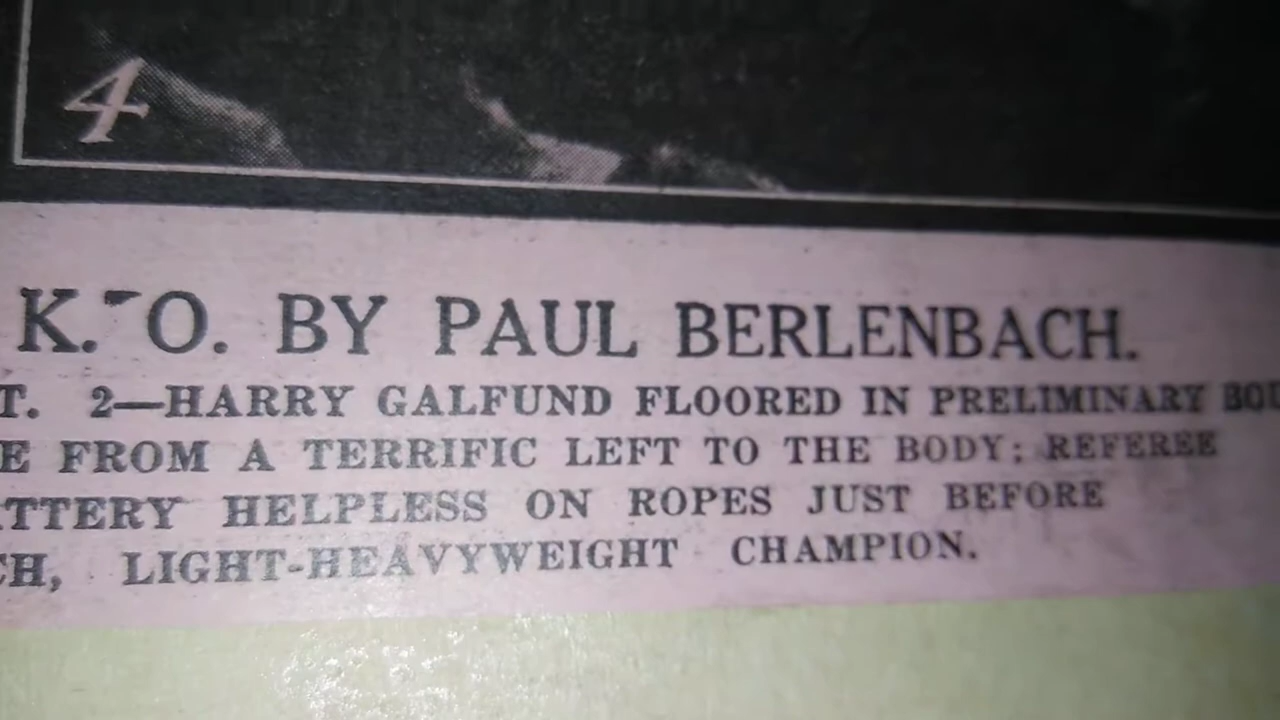 4
K. O. BY PAUL BERLENBACH.
T. 2—HARRY GALFUND FLOORED IN PRELIMINARY BOU
E FROM A TERRIFIC LEFT TO THE BODY; REFEREE
TTERY HELPLESS ON ROPES JUST BEFORE
CH, LIGHT-HEAVYWEIGHT CHAMPION.